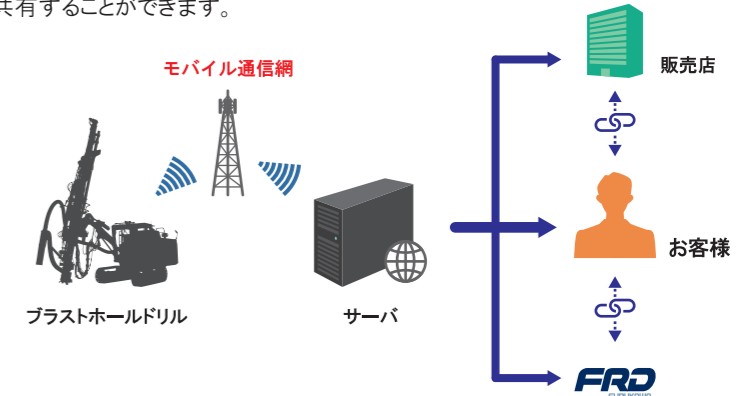 共有することができます。
モバイル通信網
販売店
お客様
ブラストホールドリル
サーバ
FRD